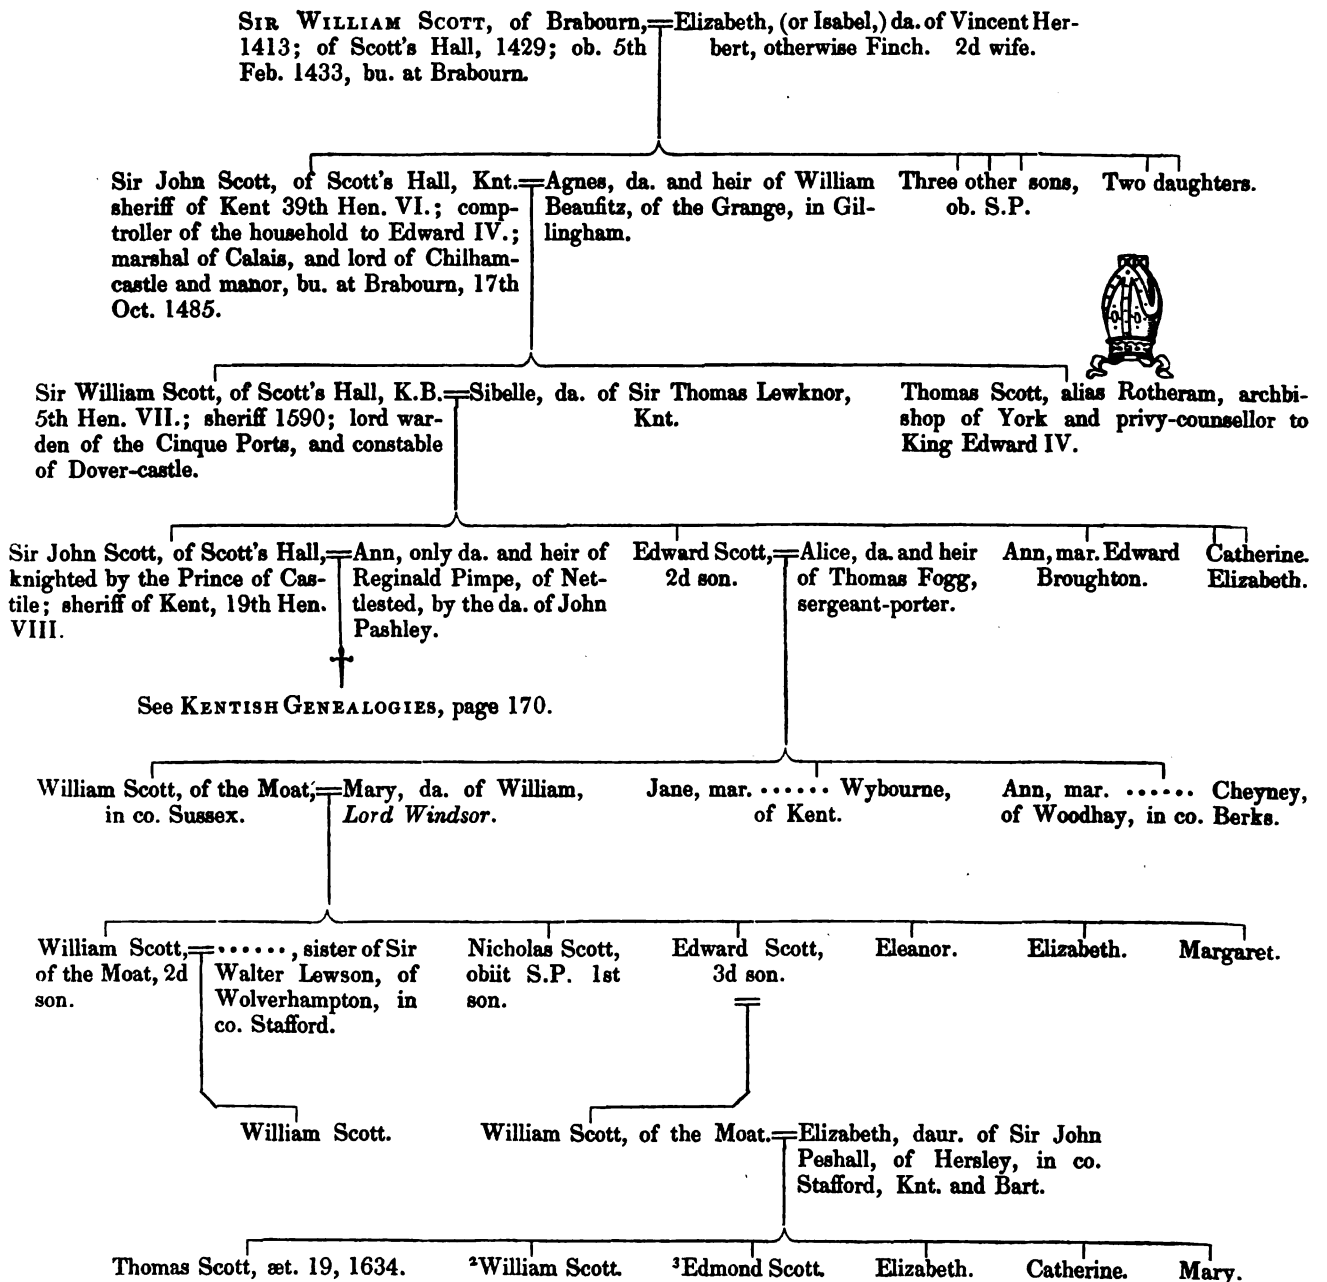 SIR WILLIAM SCOTT, of Brabourn,
1413; of Scott's Hall, 1429; ob. 5th
Feb. 1433, bu. at Brabourn.
Elizabeth, (or Isabel,) da. of Vincent Her-
bert, otherwise Finch. 2d wife.
Sir John Scott, of Scott's Hall, Knt.
sheriff of Kent 39th Hen. VI.; comp-
troller of the household to Edward IV.;
marshal of Calais, and lord of Chilham-
castle and manor, bu. at Brabourn, 17th
Oct. 1485.
Agnes, da. and heir of William
Beaufitz, of the Grange, in Gil-
lingham.
Three other sons,
ob. S.P.
Two daughters.
Sir William Scott, of Scott's Hall, K.B.
5th Hen. VII.; sheriff 1590; lord war-
den of the Cinque Ports, and constable
of Dover-castle.
Sibelle, da. of Sir Thomas Lewknor,
Knt.
Thomas Scott, alias Rotheram, archbi-
shop of York and privy-counsellor to
King Edward IV.
Sir John Scott, of Scott's Hall,
knighted by the Prince of Cas-
tile; sheriff of Kent, 19th Hen.
VIII.
Ann, only da. and heir of
Reginald Pimpe, of Net-
tlested, by the da. of John
Pashley.
Edward Scott,
2d son.
Alice, da. and heir
of Thomas Fogg,
sergeant-porter.
Ann, mar. Edward
Broughton.
Catherine.
Elizabeth.
See KENTISH GENEALOGIES, page 170.
William Scott, of the Moat,
in co. Sussex.
Mary, da. of William,
Lord Windsor.
Jane, mar. ...... Wybourne,
of Kent.
Ann, mar. ...... Cheyney,
of Woodhay, in co. Berks.
William Scott,
of the Moat, 2d
son.
......, sister of Sir
Walter Lewson, of
Wolverhampton, in
co. Stafford.
Nicholas Scott,
obiit S.P. 1st
son.
Edward Scott,
3d son.
Eleanor.
Elizabeth.
Margaret.
William Scott.
William Scott, of the Moat.
Elizabeth, daur. of Sir John
Peshall, of Hersley, in co.
Stafford, Knt. and Bart.
Thomas Scott, æt. 19, 1634.
²William Scott.
³Edmond Scott.
Elizabeth.
Catherine.
Mary.